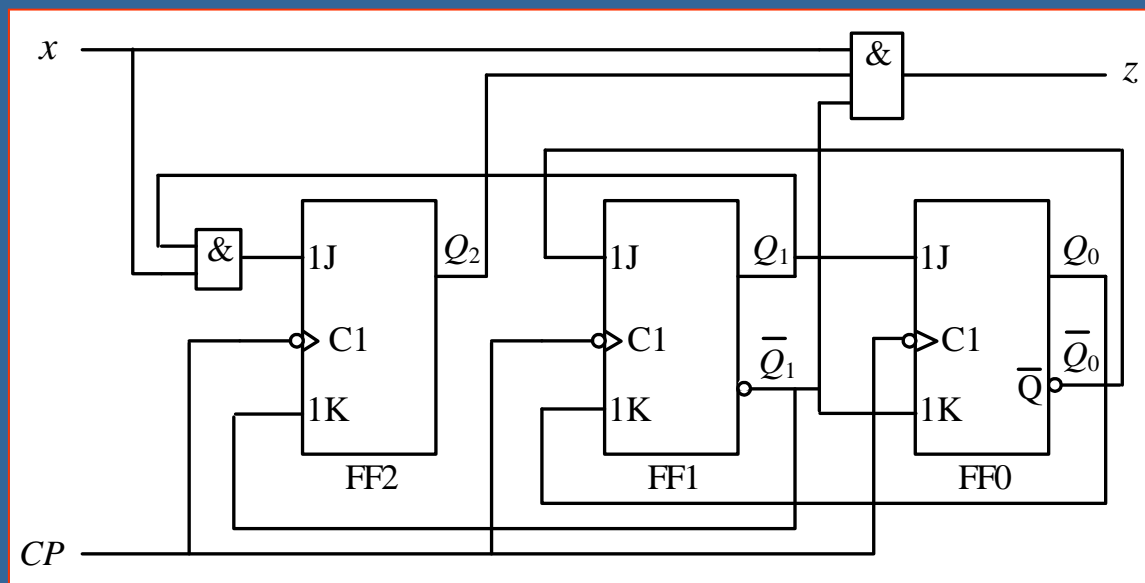 x
&
z
&
1J
Q₂
1J
Q₁
1J
Q₀
C1
C1
C1
Q̅₁
Q̅₀
1K
1K
Q̅
1K
FF2
FF1
FF0
CP